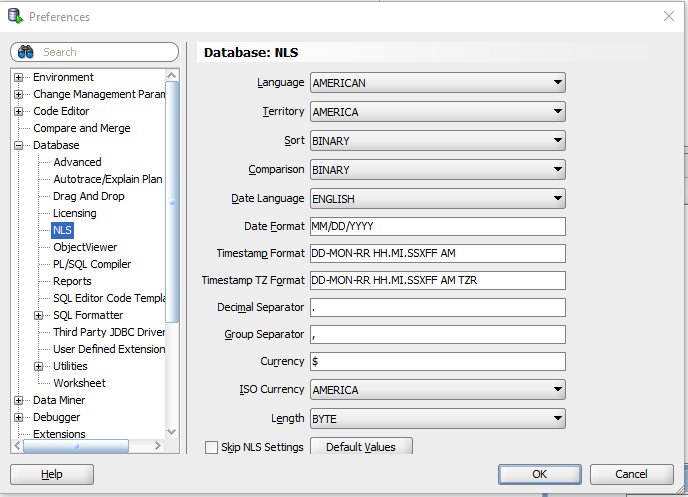 Preferences
Search
Environment
Change Management Param
Code Editor
Compare and Merge
Database
Advanced
Autotrace/Explain Plan
Drag And Drop
Licensing
NLS
ObjectViewer
PL/SQL Compiler
Reports
SQL Editor Code Templa
SQL Formatter
Third Party JDBC Driver
User Defined Extension
Utilities
Worksheet
Data Miner
Debugger
Extensions
Database: NLS
Language AMERICAN
Territory AMERICA
Sort BINARY
Comparison BINARY
Date Language ENGLISH
Date Format MM/DD/YYYY
Timestamp Format DD-MON-RR HH.MI.SSXFF AM
Timestamp TZ Format DD-MON-RR HH.MI.SSXFF AM TZR
Decimal Separator .
Group Separator ,
Currency $
ISO Currency AMERICA
Length BYTE
Skip NLS Settings Default Values
Help OK Cancel